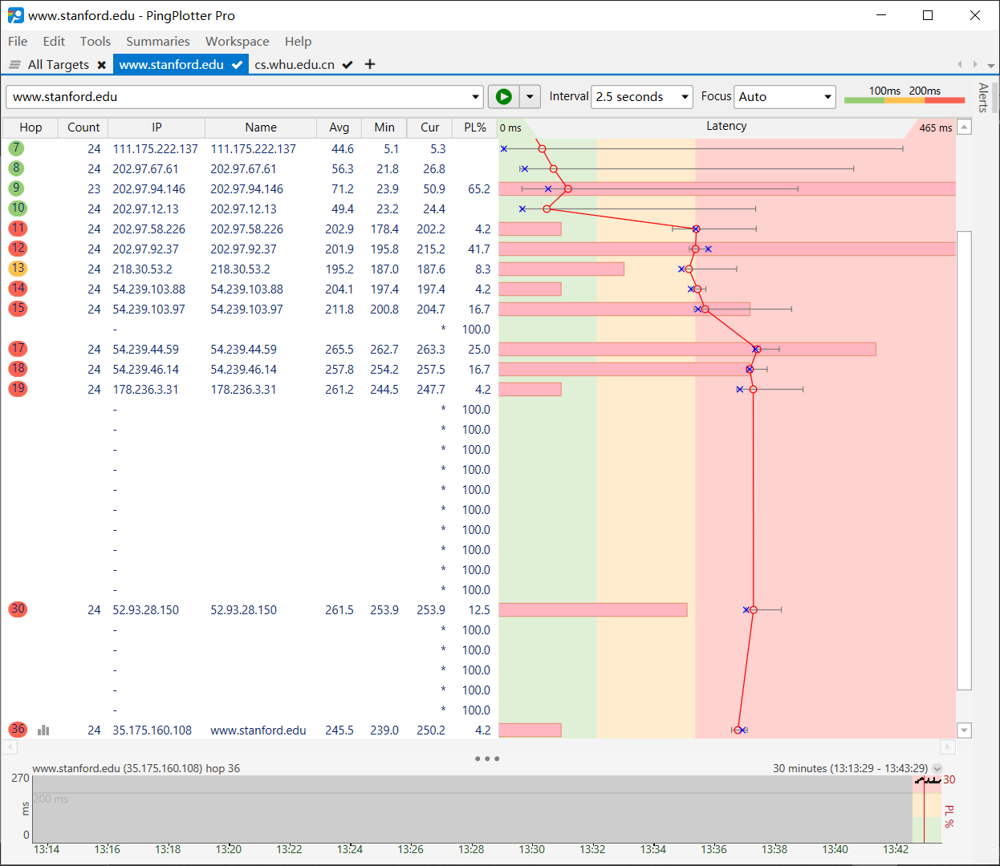 www.stanford.edu - PingPlotter Pro
File Edit Tools Summaries Workspace Help
All Targets www.stanford.edu cs.whu.edu.cn
www.stanford.edu Interval 2.5 seconds Focus Auto 100ms 200ms Alerts
Hop Count IP Name Avg Min Cur PL% 0 ms Latency 465 ms
7 24 111.175.222.137 111.175.222.137 44.6 5.1 5.3
8 24 202.97.67.61 202.97.67.61 56.3 21.8 26.8
9 23 202.97.94.146 202.97.94.146 71.2 23.9 50.9 65.2
10 24 202.97.12.13 202.97.12.13 49.4 23.2 24.4
11 24 202.97.58.226 202.97.58.226 202.9 178.4 202.2 4.2
12 24 202.97.92.37 202.97.92.37 201.9 195.8 215.2 41.7
13 24 218.30.53.2 218.30.53.2 195.2 187.0 187.6 8.3
14 24 54.239.103.88 54.239.103.88 204.1 197.4 197.4 4.2
15 24 54.239.103.97 54.239.103.97 211.8 200.8 204.7 16.7
- * 100.0
17 24 54.239.44.59 54.239.44.59 265.5 262.7 263.3 25.0
18 24 54.239.46.14 54.239.46.14 257.8 254.2 257.5 16.7
19 24 178.236.3.31 178.236.3.31 261.2 244.5 247.7 4.2
- * 100.0
- * 100.0
- * 100.0
- * 100.0
- * 100.0
- * 100.0
- * 100.0
- * 100.0
- * 100.0
- * 100.0
30 24 52.93.28.150 52.93.28.150 261.5 253.9 253.9 12.5
- * 100.0
- * 100.0
- * 100.0
- * 100.0
- * 100.0
36 24 35.175.160.108 www.stanford.edu 245.5 239.0 250.2 4.2
www.stanford.edu (35.175.160.108) hop 36 30 minutes (13:13:29 - 13:43:29)
270 30
200 ms
ms PL %
0
13:14 13:16 13:18 13:20 13:22 13:24 13:26 13:28 13:30 13:32 13:34 13:36 13:38 13:40 13:42